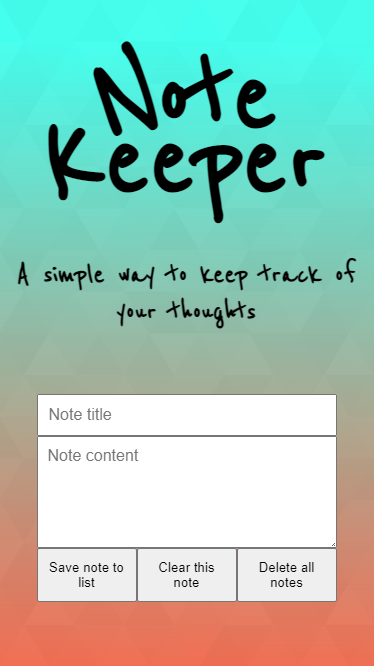 Note
Keeper
A simple way to keep track of
your thoughts
Note title
Note content
Save note to
list
Clear this
note
Delete all
notes